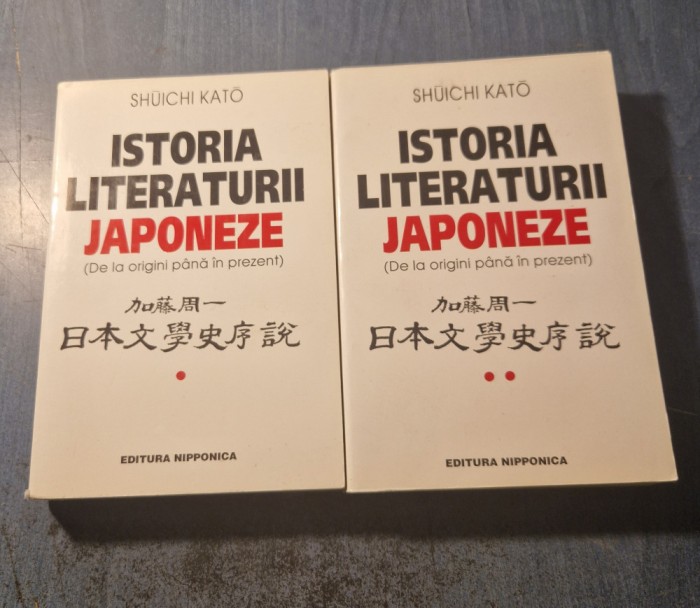 SHŪICHI KATŌ
ISTORIA
LITERATURII
JAPONEZE
(De la origini până în prezent)
加藤周一
日本文學史序説
EDITURA NIPPONICA
SHŪICHI KATŌ
ISTORIA
LITERATURII
JAPONEZE
(De la origini până în prezent)
加藤周一
日本文學史序説
EDITURA NIPPONICA